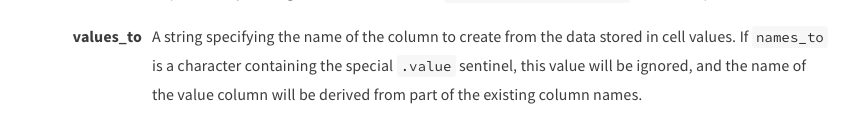 values_to A string specifying the name of the column to create from the data stored in cell values. If names_to
is a character containing the special .value sentinel, this value will be ignored, and the name of
the value column will be derived from part of the existing column names.